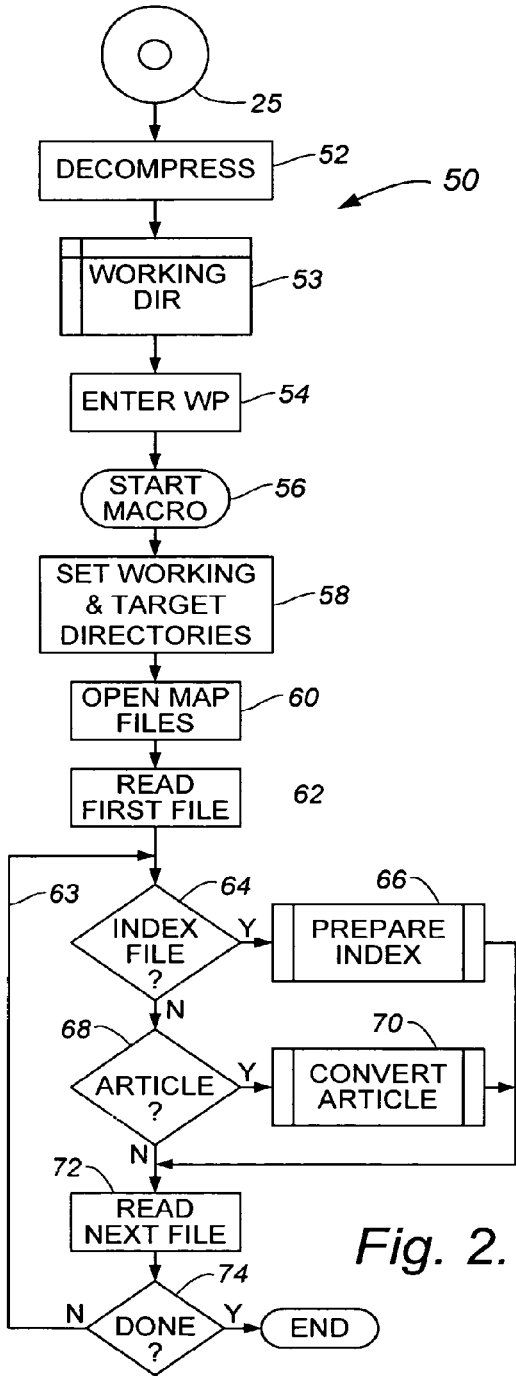 25
DECOMPRESS
52
50
WORKING
DIR
53
ENTER WP
54
START
MACRO
56
SET WORKING
& TARGET
DIRECTORIES
58
OPEN MAP
FILES
60
READ
FIRST FILE
62
63
64
INDEX
FILE
?
Y
N
66
PREPARE
INDEX
68
ARTICLE
?
Y
N
70
CONVERT
ARTICLE
72
READ
NEXT FILE
Fig. 2.
74
N
DONE
?
Y
END